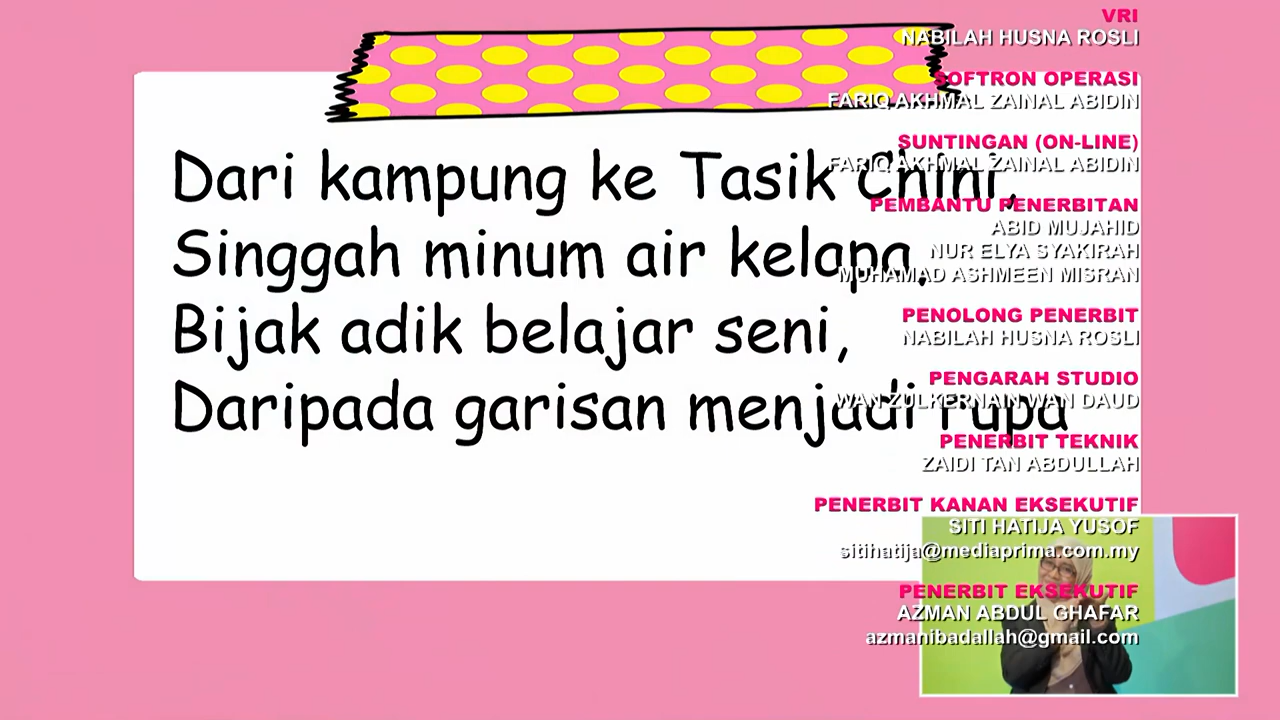 Dari kampung ke Tasik Chini,
Singgah minum air kelapa,
Bijak adik belajar seni,
Daripada garisan menjadi rupa
VRI
NABILAH HUSNA ROSLI
SOFTRON OPERASI
FARIQ AKHMAL ZAINAL ABIDIN
SUNTINGAN (ON-LINE)
FARIQ AKHMAL ZAINAL ABIDIN
PEMBANTU PENERBITAN
ABID MUJAHID
NUR ELYA SYAKIRAH
MUHAMAD ASHMEEN MISRAN
PENOLONG PENERBIT
NABILAH HUSNA ROSLI
PENGARAH STUDIO
WAN ZULKERNAIN WAN DAUD
PENERBIT TEKNIK
ZAIDI TAN ABDULLAH
PENERBIT KANAN EKSEKUTIF
SITI HATIJA YUSOF
sitihatija@mediaprima.com.my
PENERBIT EKSEKUTIF
AZMAN ABDUL GHAFAR
azmanibadallah@gmail.com